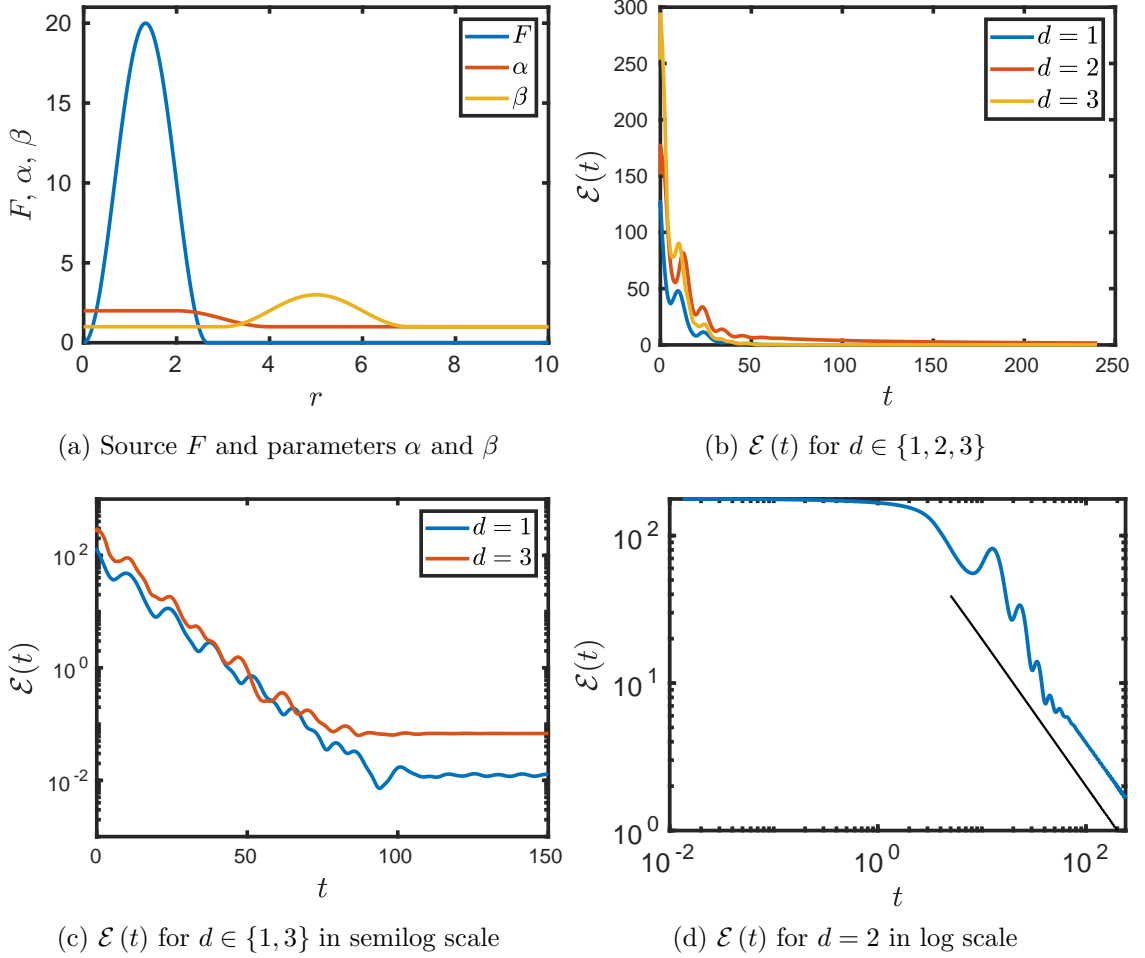 20
15
10
5
0
0 2 4 6 8 10
F, α, β
r
F
α
β
(a) Source F and parameters α and β
300
250
200
150
100
50
0
0 50 100 150 200 250
ℰ(t)
t
d = 1
d = 2
d = 3
(b) ℰ (t) for d ∈ {1, 2, 3}
10^2
10^0
10^-2
0 50 100 150
ℰ(t)
t
d = 1
d = 3
(c) ℰ (t) for d ∈ {1, 3} in semilog scale
10^2
10^1
10^0
10^-2 10^0 10^2
ℰ(t)
t
(d) ℰ (t) for d = 2 in log scale